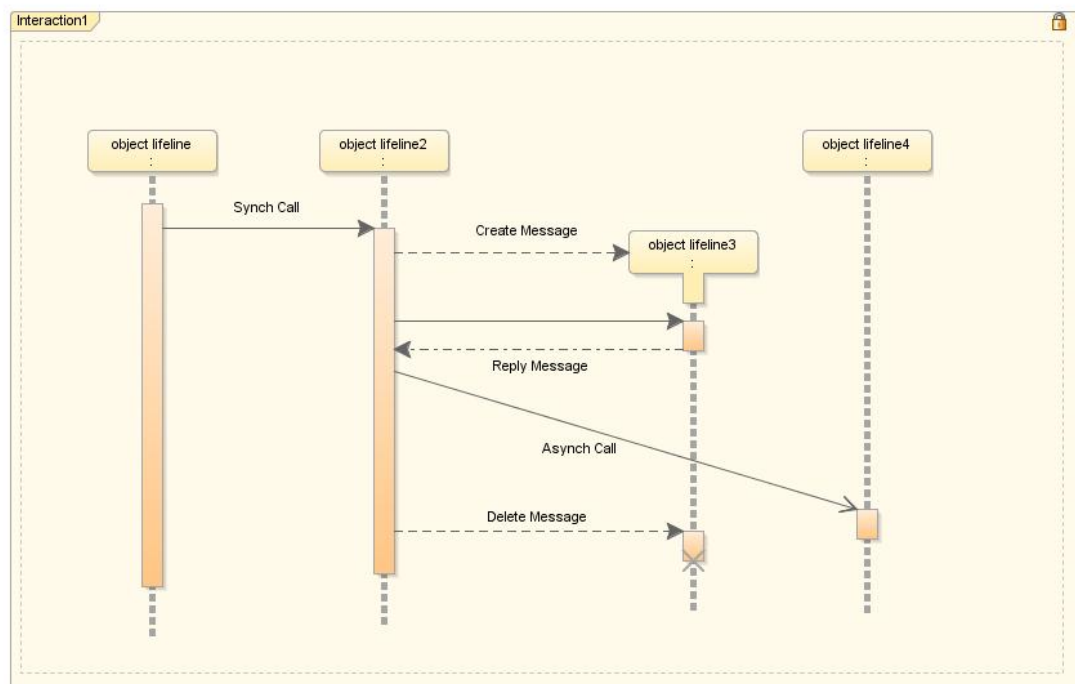 Interaction1
object lifeline
:
object lifeline2
:
object lifeline4
:
Synch Call
Create Message
object lifeline3
:
Reply Message
Asynch Call
Delete Message